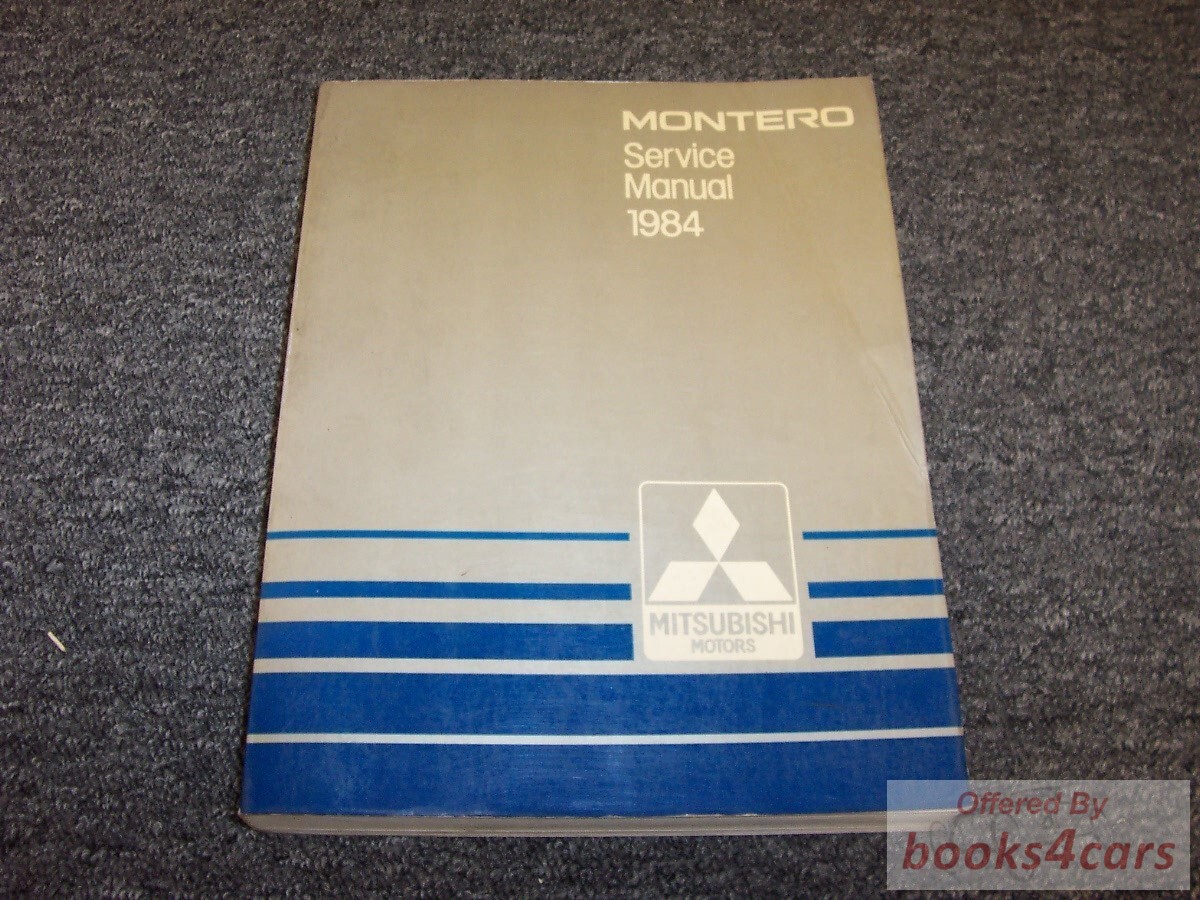 MONTERO
Service
Manual
1984
MITSUBISHI
MOTORS
Offered By
books4cars